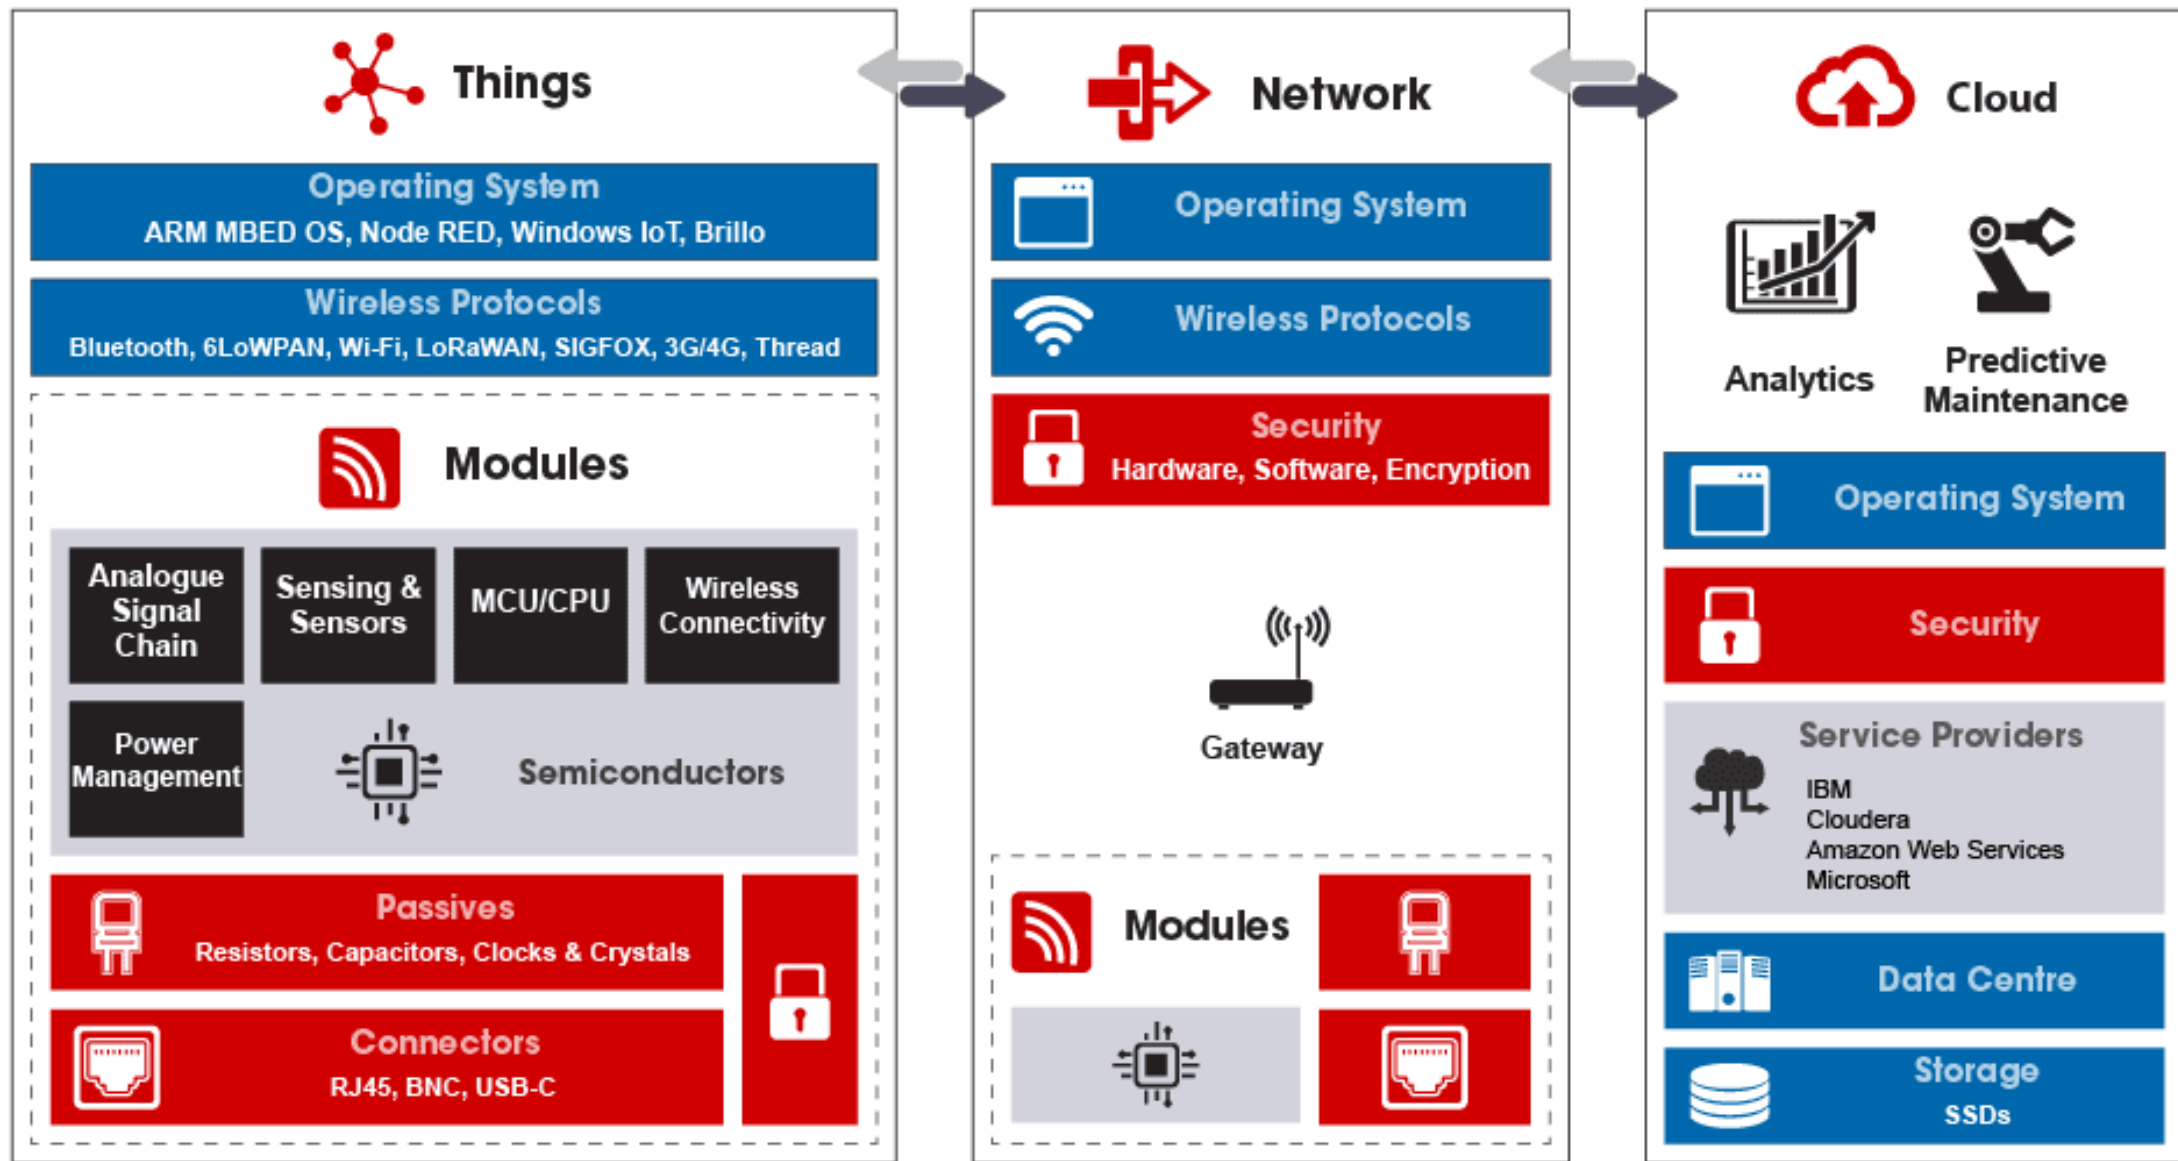 Things
Operating System
ARM MBED OS, Node RED, Windows IoT, Brillo
Wireless Protocols
Bluetooth, 6LoWPAN, Wi-Fi, LoRaWAN, SIGFOX, 3G/4G, Thread
Modules
Analogue
Signal
Chain
Sensing &
Sensors
MCU/CPU
Wireless
Connectivity
Power
Management
Semiconductors
Passives
Resistors, Capacitors, Clocks & Crystals
Connectors
RJ45, BNC, USB-C
Network
Operating System
Wireless Protocols
Security
Hardware, Software, Encryption
Gateway
Modules
Cloud
Analytics
Predictive
Maintenance
Operating System
Security
Service Providers
IBM
Cloudera
Amazon Web Services
Microsoft
Data Centre
Storage
SSDs